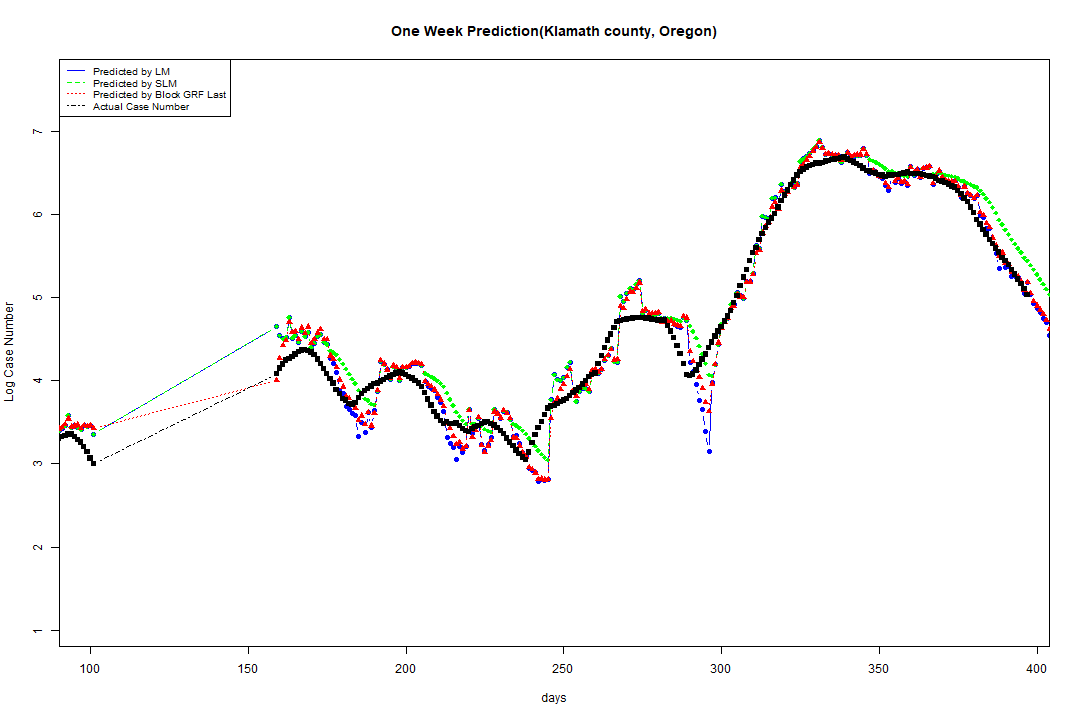 One Week Prediction(Klamath county, Oregon)
Predicted by LM
Predicted by SLM
Predicted by Block GRF Last
Actual Case Number
7
6
5
4
3
2
1
Log Case Number
100 150 200 250 300 350 400
days